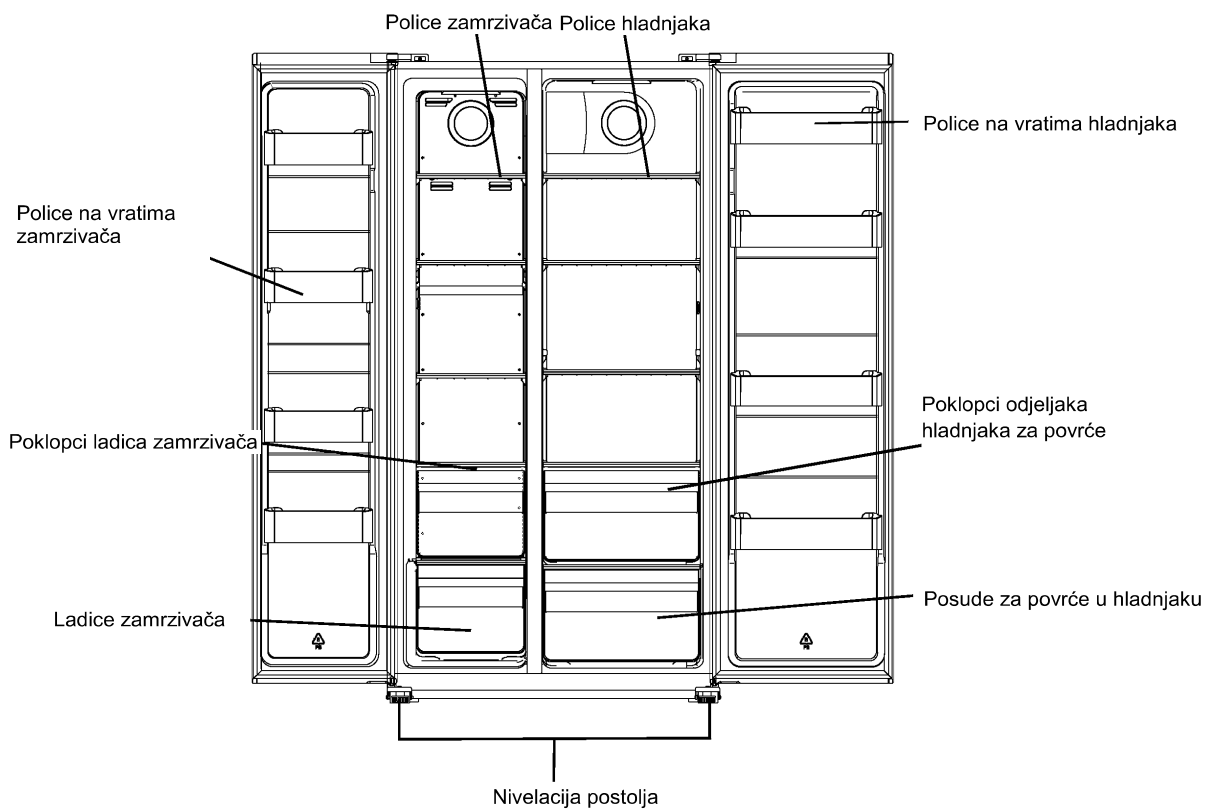 Police zamrzivača
Police hladnjaka
Police na vratima hladnjaka
Police na vratima
zamrzivača
Poklopci odjeljaka
hladnjaka za povrće
Poklopci ladica zamrzivača
Posude za povrće u hladnjaku
Ladice zamrzivača
Nivelacija postolja